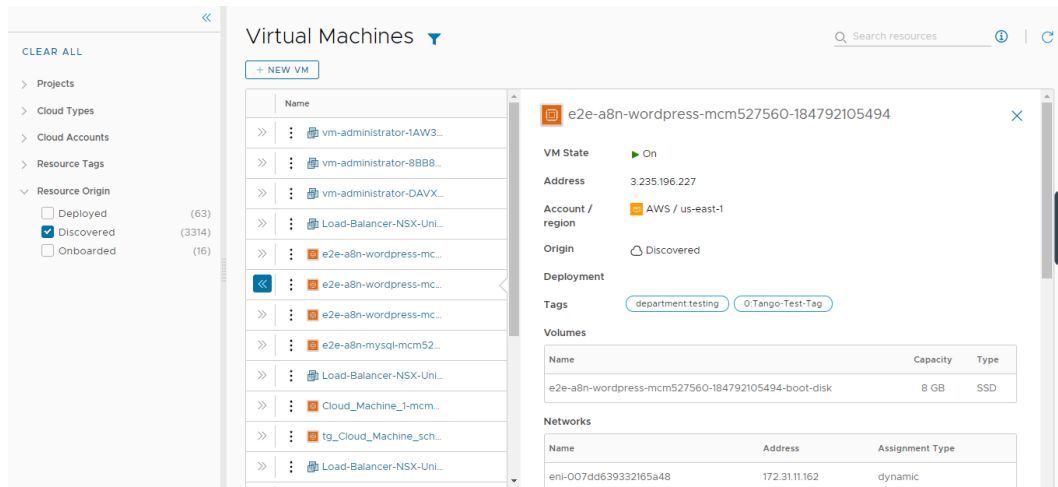 CLEAR ALL
Projects
Cloud Types
Cloud Accounts
Resource Tags
Resource Origin
Deployed (63)
Discovered (3314)
Onboarded (16)
Virtual Machines
Search resources
+ NEW VM
Name
vm-administrator-1AW3...
vm-administrator-8BB8...
vm-administrator-DAVX...
Load-Balancer-NSX-Uni...
e2e-a8n-wordpress-mc...
e2e-a8n-wordpress-mc...
e2e-a8n-wordpress-mc...
e2e-a8n-mysql-mcm52...
Load-Balancer-NSX-Uni...
Cloud_Machine_1-mcm...
tg_Cloud_Machine_sch...
Load-Balancer-NSX-Uni...
e2e-a8n-wordpress-mcm527560-184792105494
VM State On
Address 3.235.196.227
Account / region AWS / us-east-1
Origin Discovered
Deployment
Tags department:testing 0:Tango-Test-Tag
Volumes
Name Capacity Type
e2e-a8n-wordpress-mcm527560-184792105494-boot-disk 8 GB SSD
Networks
Name Address Assignment Type
eni-007dd639332165a48 172.31.11.162 dynamic